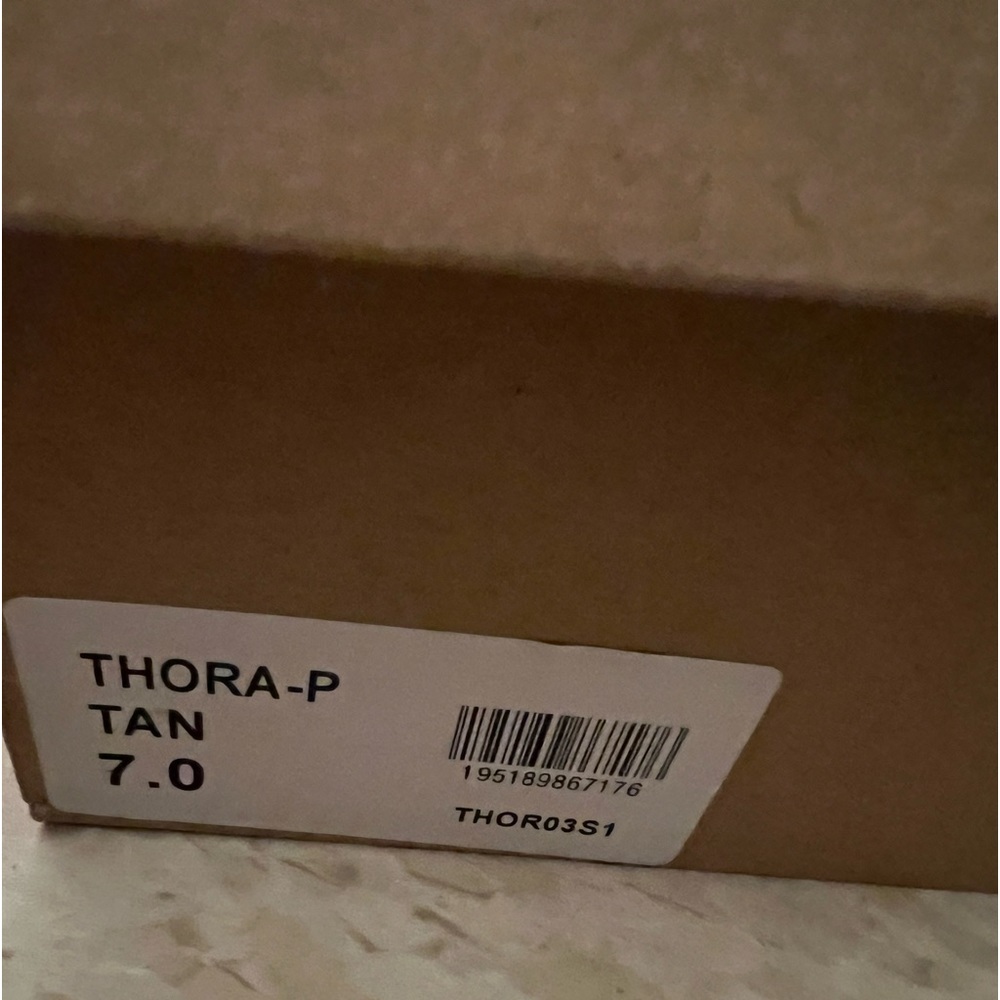 THORA-P
TAN
7.0
195189867176
THOR03S1